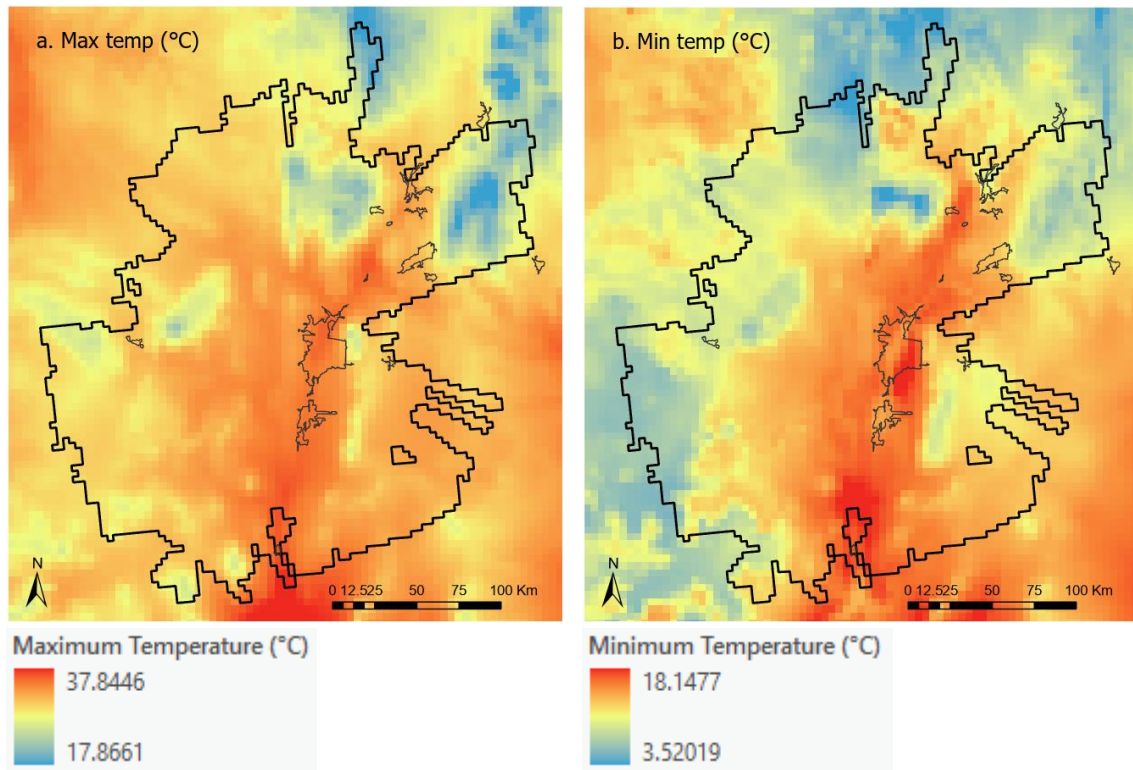 a. Max temp (°C)
b. Min temp (°C)
N
0 12.525 50 75 100 Km
N
0 12.525 50 75 100 Km
Maximum Temperature (°C)
37.8446
17.8661
Minimum Temperature (°C)
18.1477
3.52019